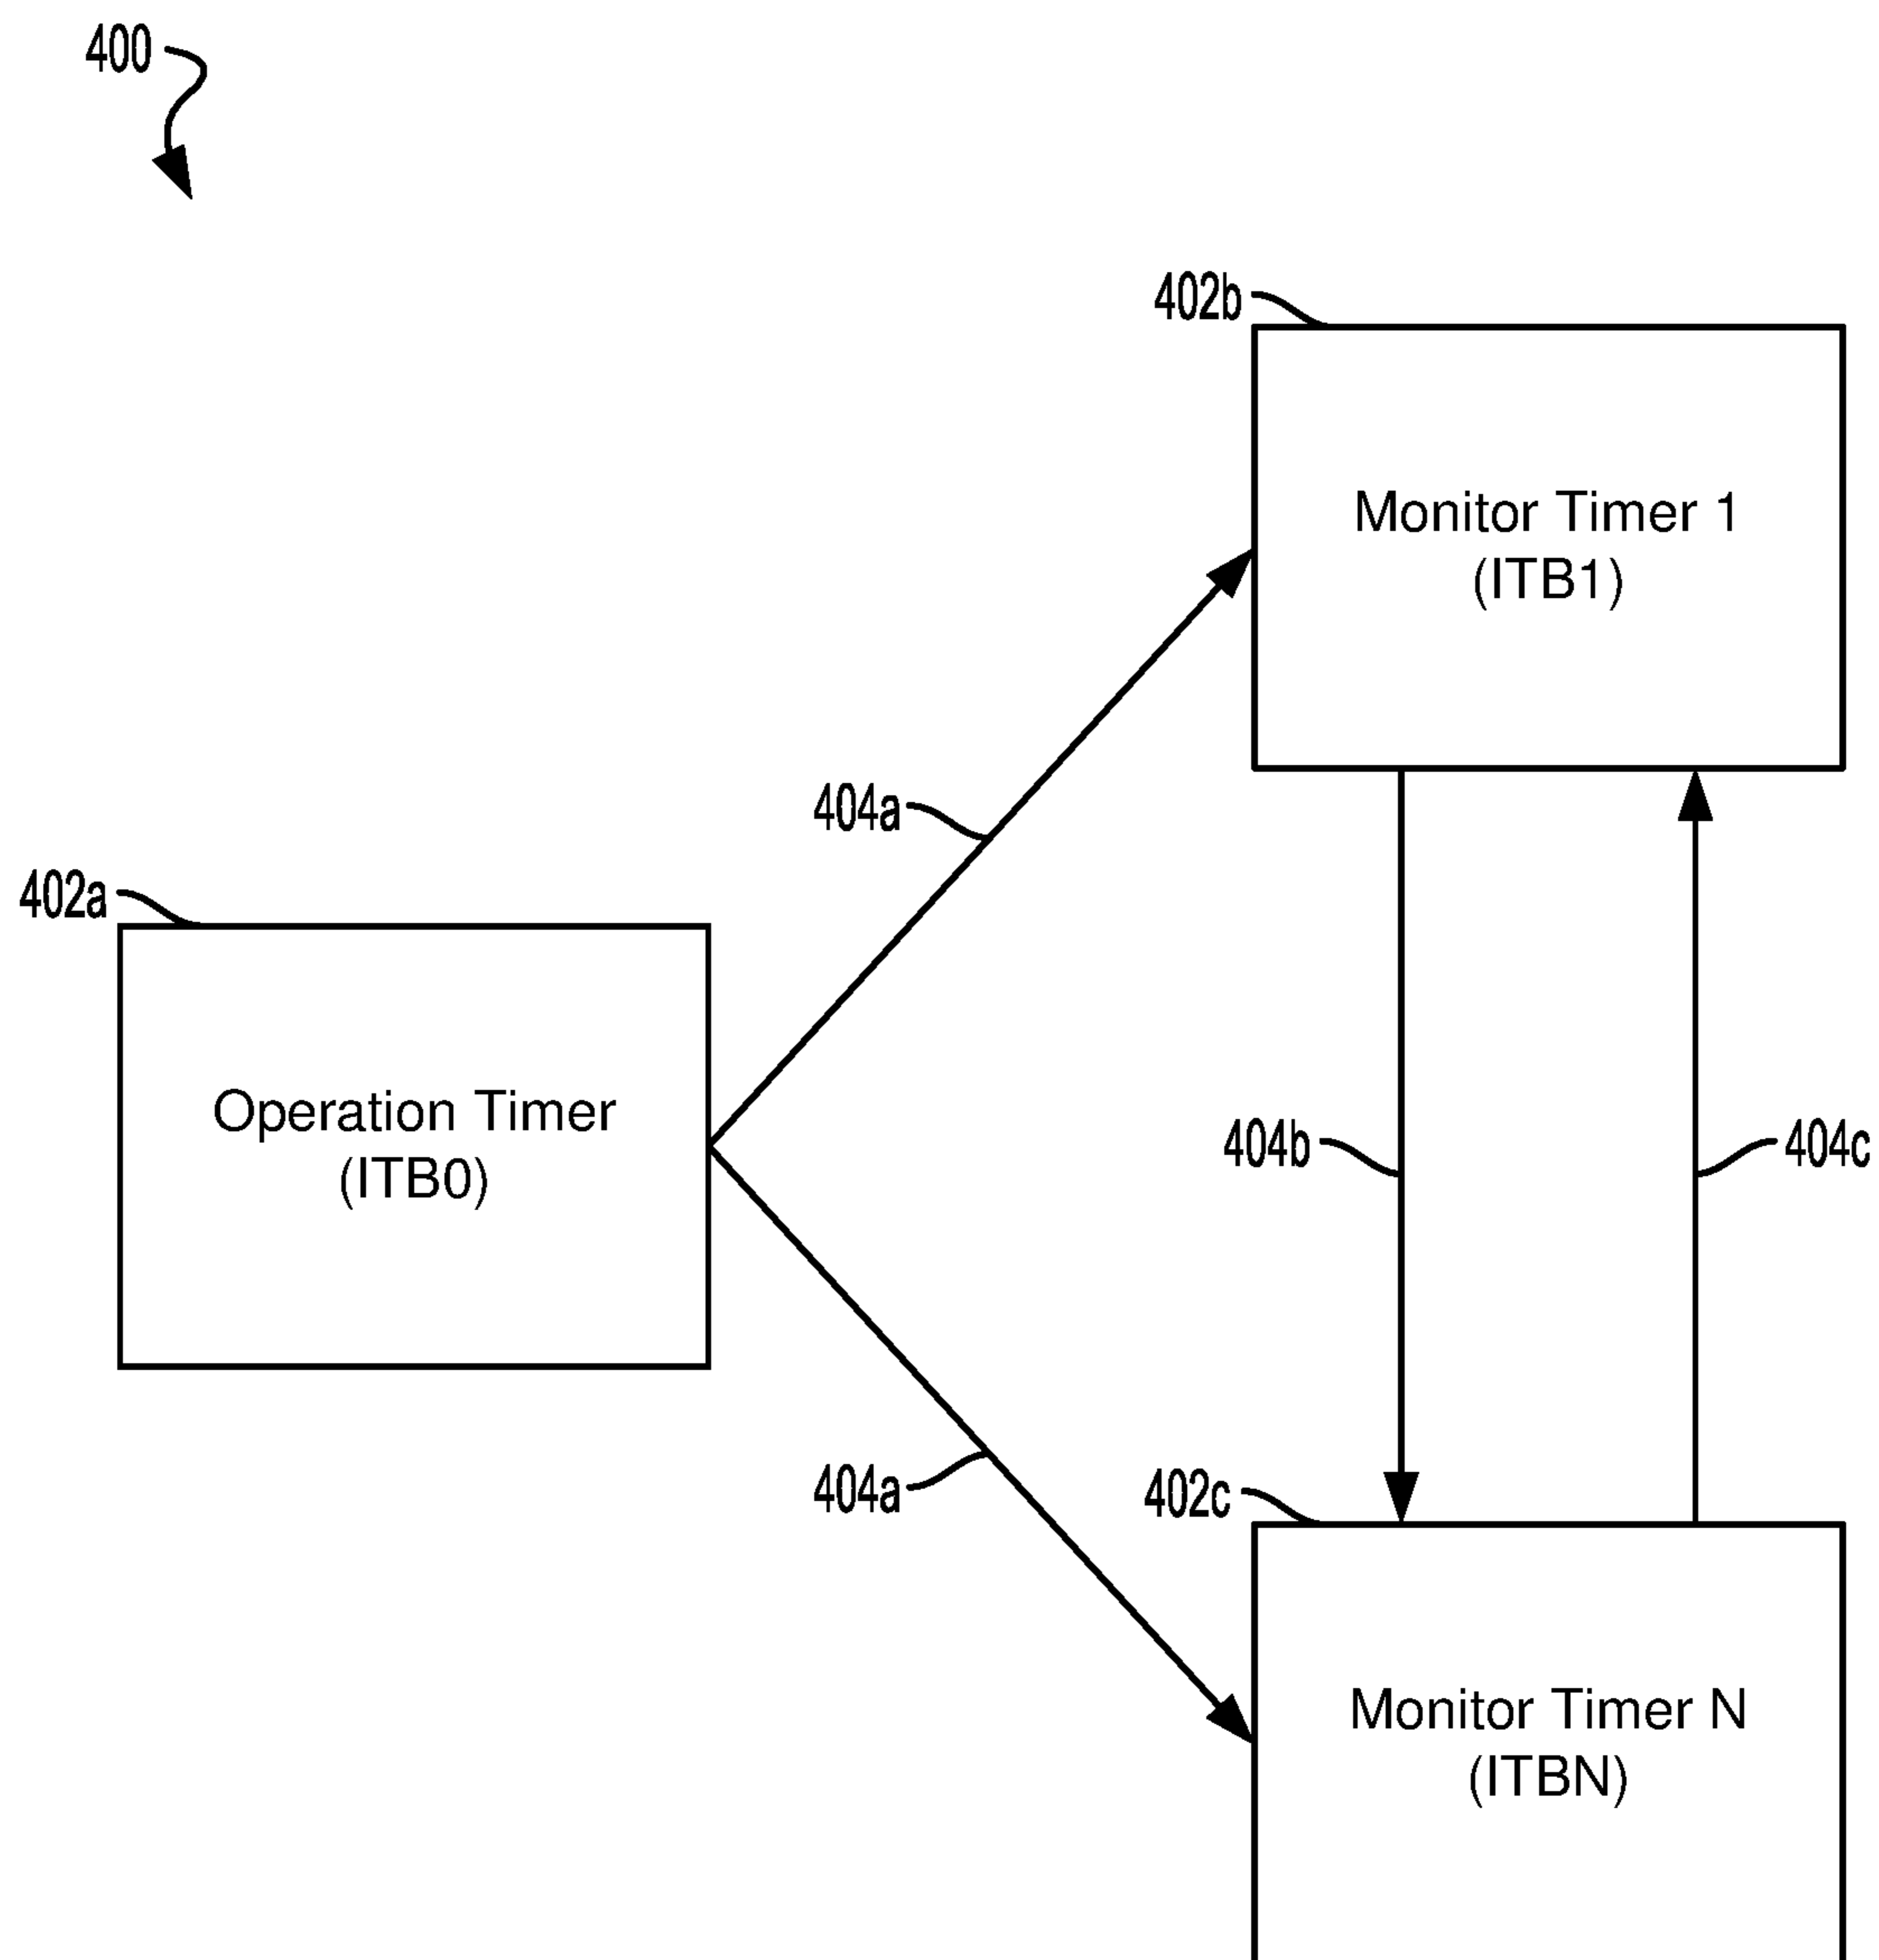 400
402b
Monitor Timer 1
(ITB1)
404a
402a
Operation Timer
(ITB0)
404b
404c
404a
402c
Monitor Timer N
(ITBN)